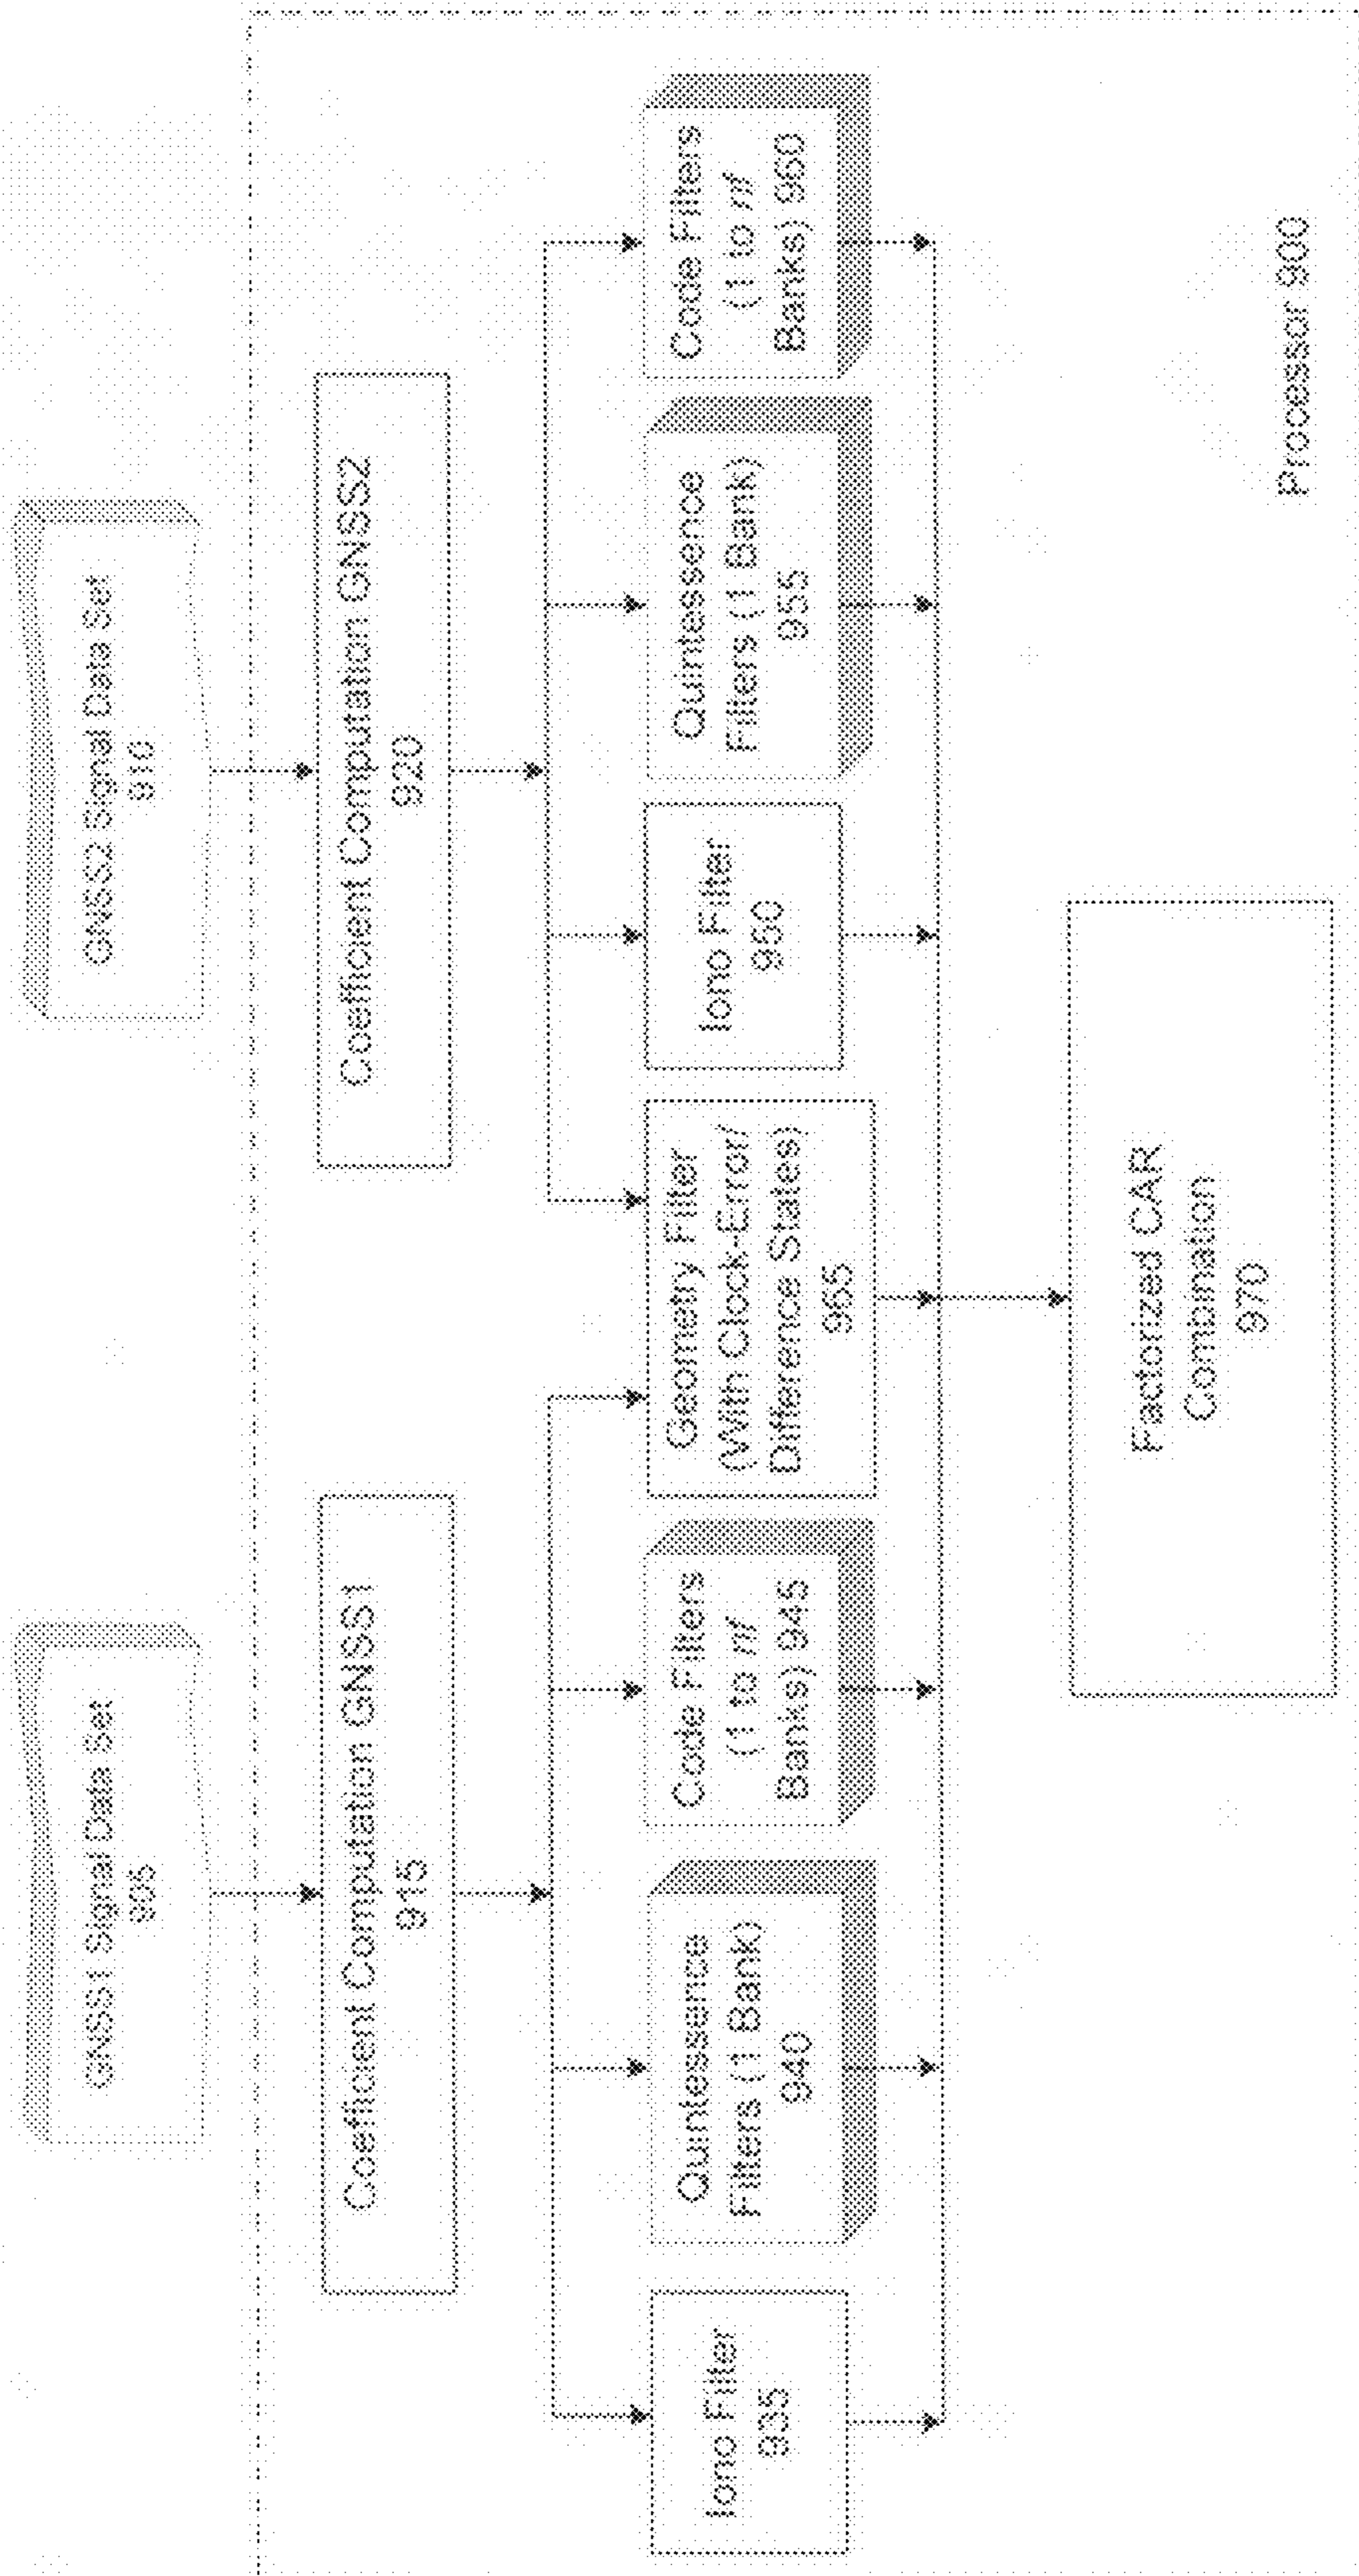 GNSS1 Signal Data Set
905
GNSS2 Signal Data Set
910
Coefficient Computation GNSS1
915
Coefficient Computation GNSS2
920
Iono Filter
935
Quintessence
Filters (1 Bank)
940
Code Filters
(1 to nf
Banks) 945
Geometry Filter
(With Clock-Error/
Difference States)
965
Iono Filter
950
Quintessence
Filters (1 Bank)
955
Code Filters
(1 to nf
Banks) 960
Factorized CAR
Combination
970
Processor 900